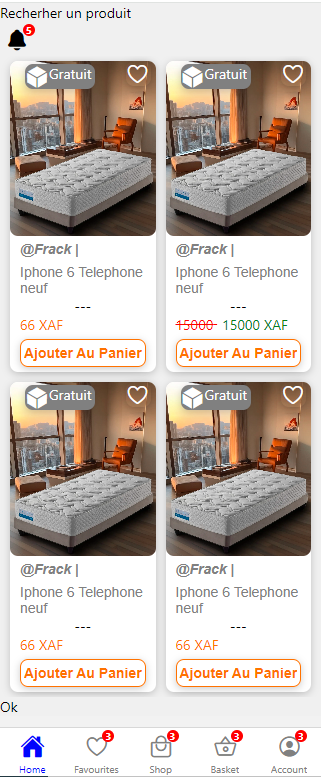 Recherher un produit
5
Gratuit
Gratuit
@Frack |
Iphone 6 Telephone
neuf
---
66 XAF
Ajouter Au Panier
@Frack |
Iphone 6 Telephone
neuf
---
15000 15000 XAF
Ajouter Au Panier
Gratuit
Gratuit
@Frack |
Iphone 6 Telephone
neuf
---
66 XAF
Ajouter Au Panier
@Frack |
Iphone 6 Telephone
neuf
---
66 XAF
Ajouter Au Panier
Ok
3 3 3 3
Home Favourites Shop Basket Account